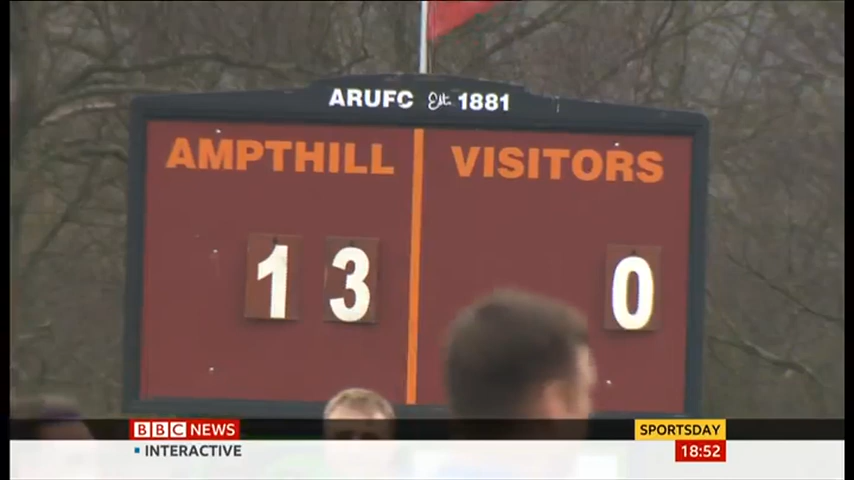 ARUFC Est. 1881
AMPTHILL VISITORS
13 0
BBC NEWS SPORTSDAY
INTERACTIVE 18:52